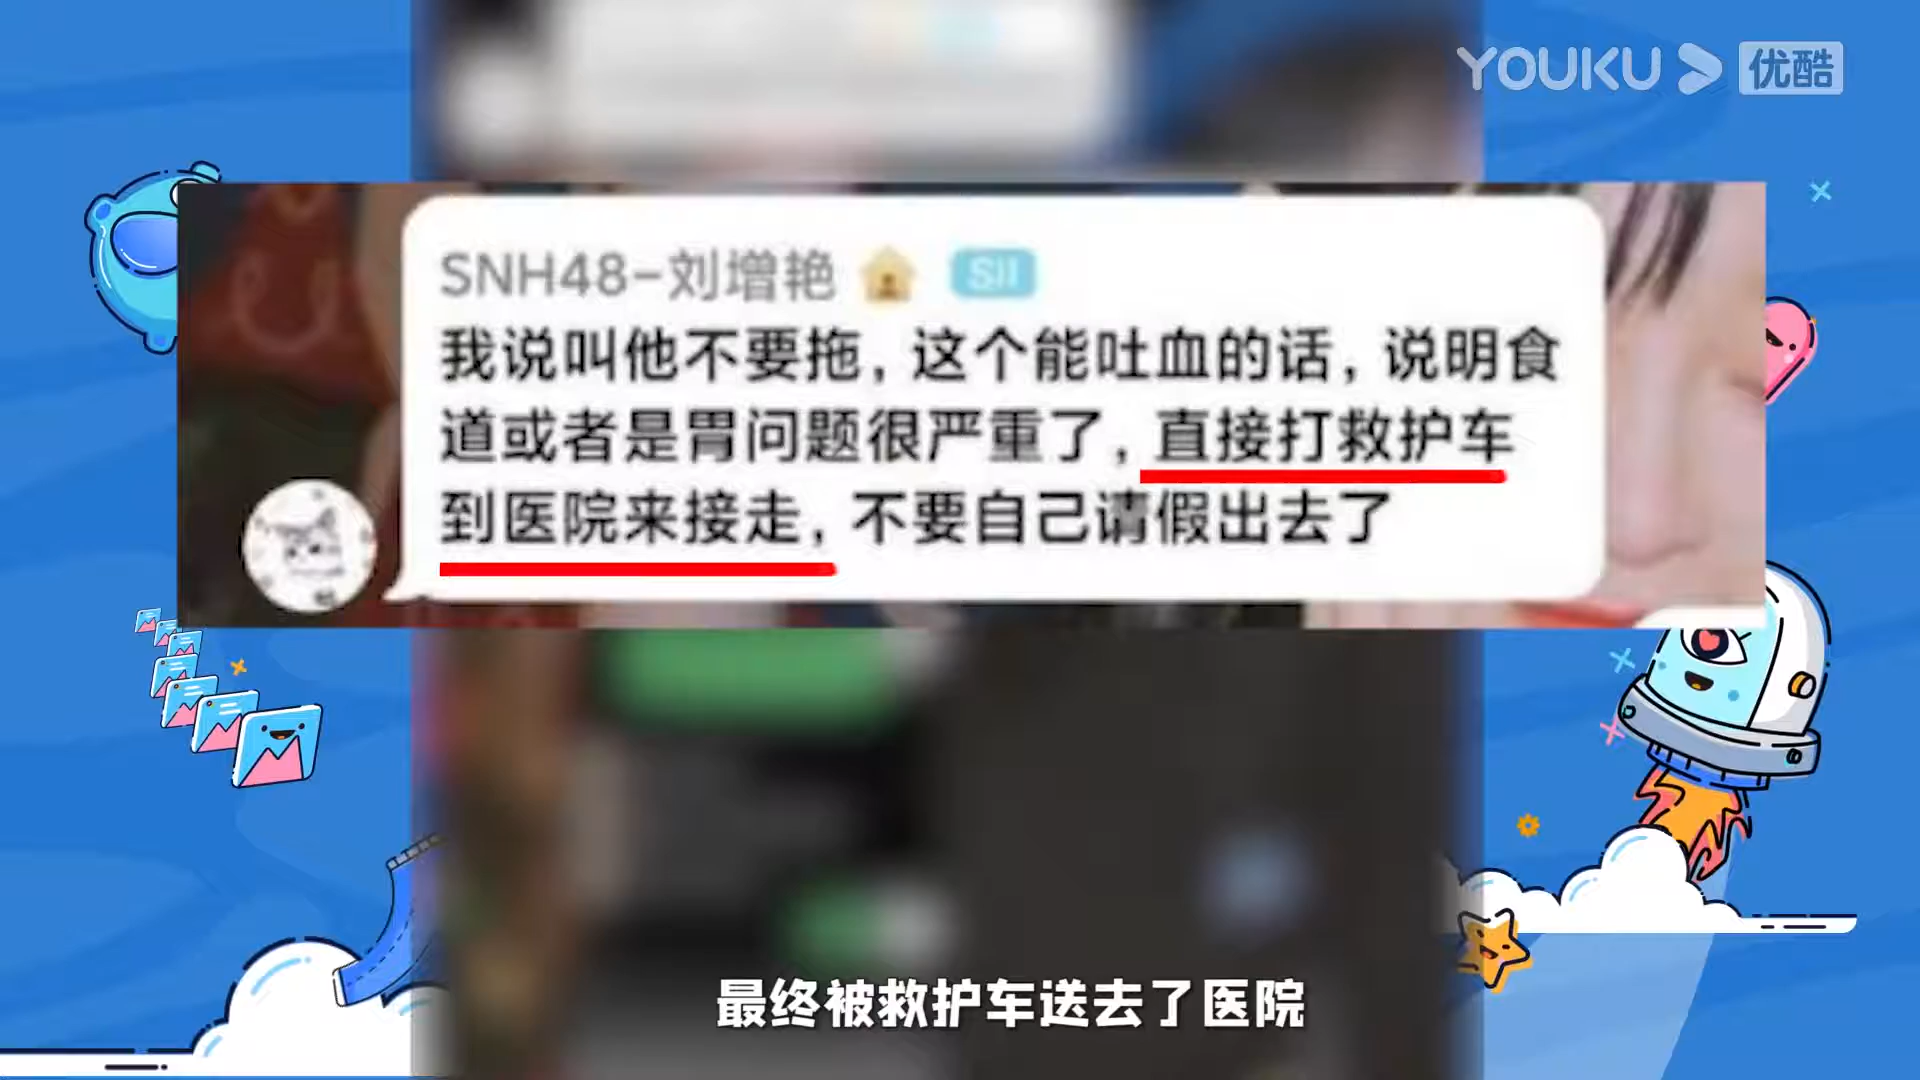 YOUKU 优酷
SNH48-刘增艳 SII
我说叫他不要拖，这个能吐血的话，说明食
道或者是胃问题很严重了，直接打救护车
到医院来接走，不要自己请假出去了
最终被救护车送去了医院